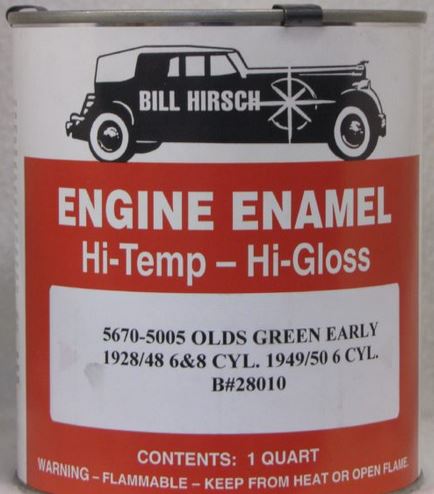 BILL HIRSCH
ENGINE ENAMEL
Hi-Temp – Hi-Gloss
5670-5005 OLDS GREEN EARLY
1928/48 6&8 CYL. 1949/50 6 CYL.
B#28010
CONTENTS: 1 QUART
WARNING – FLAMMABLE – KEEP FROM HEAT OR OPEN FLAME.